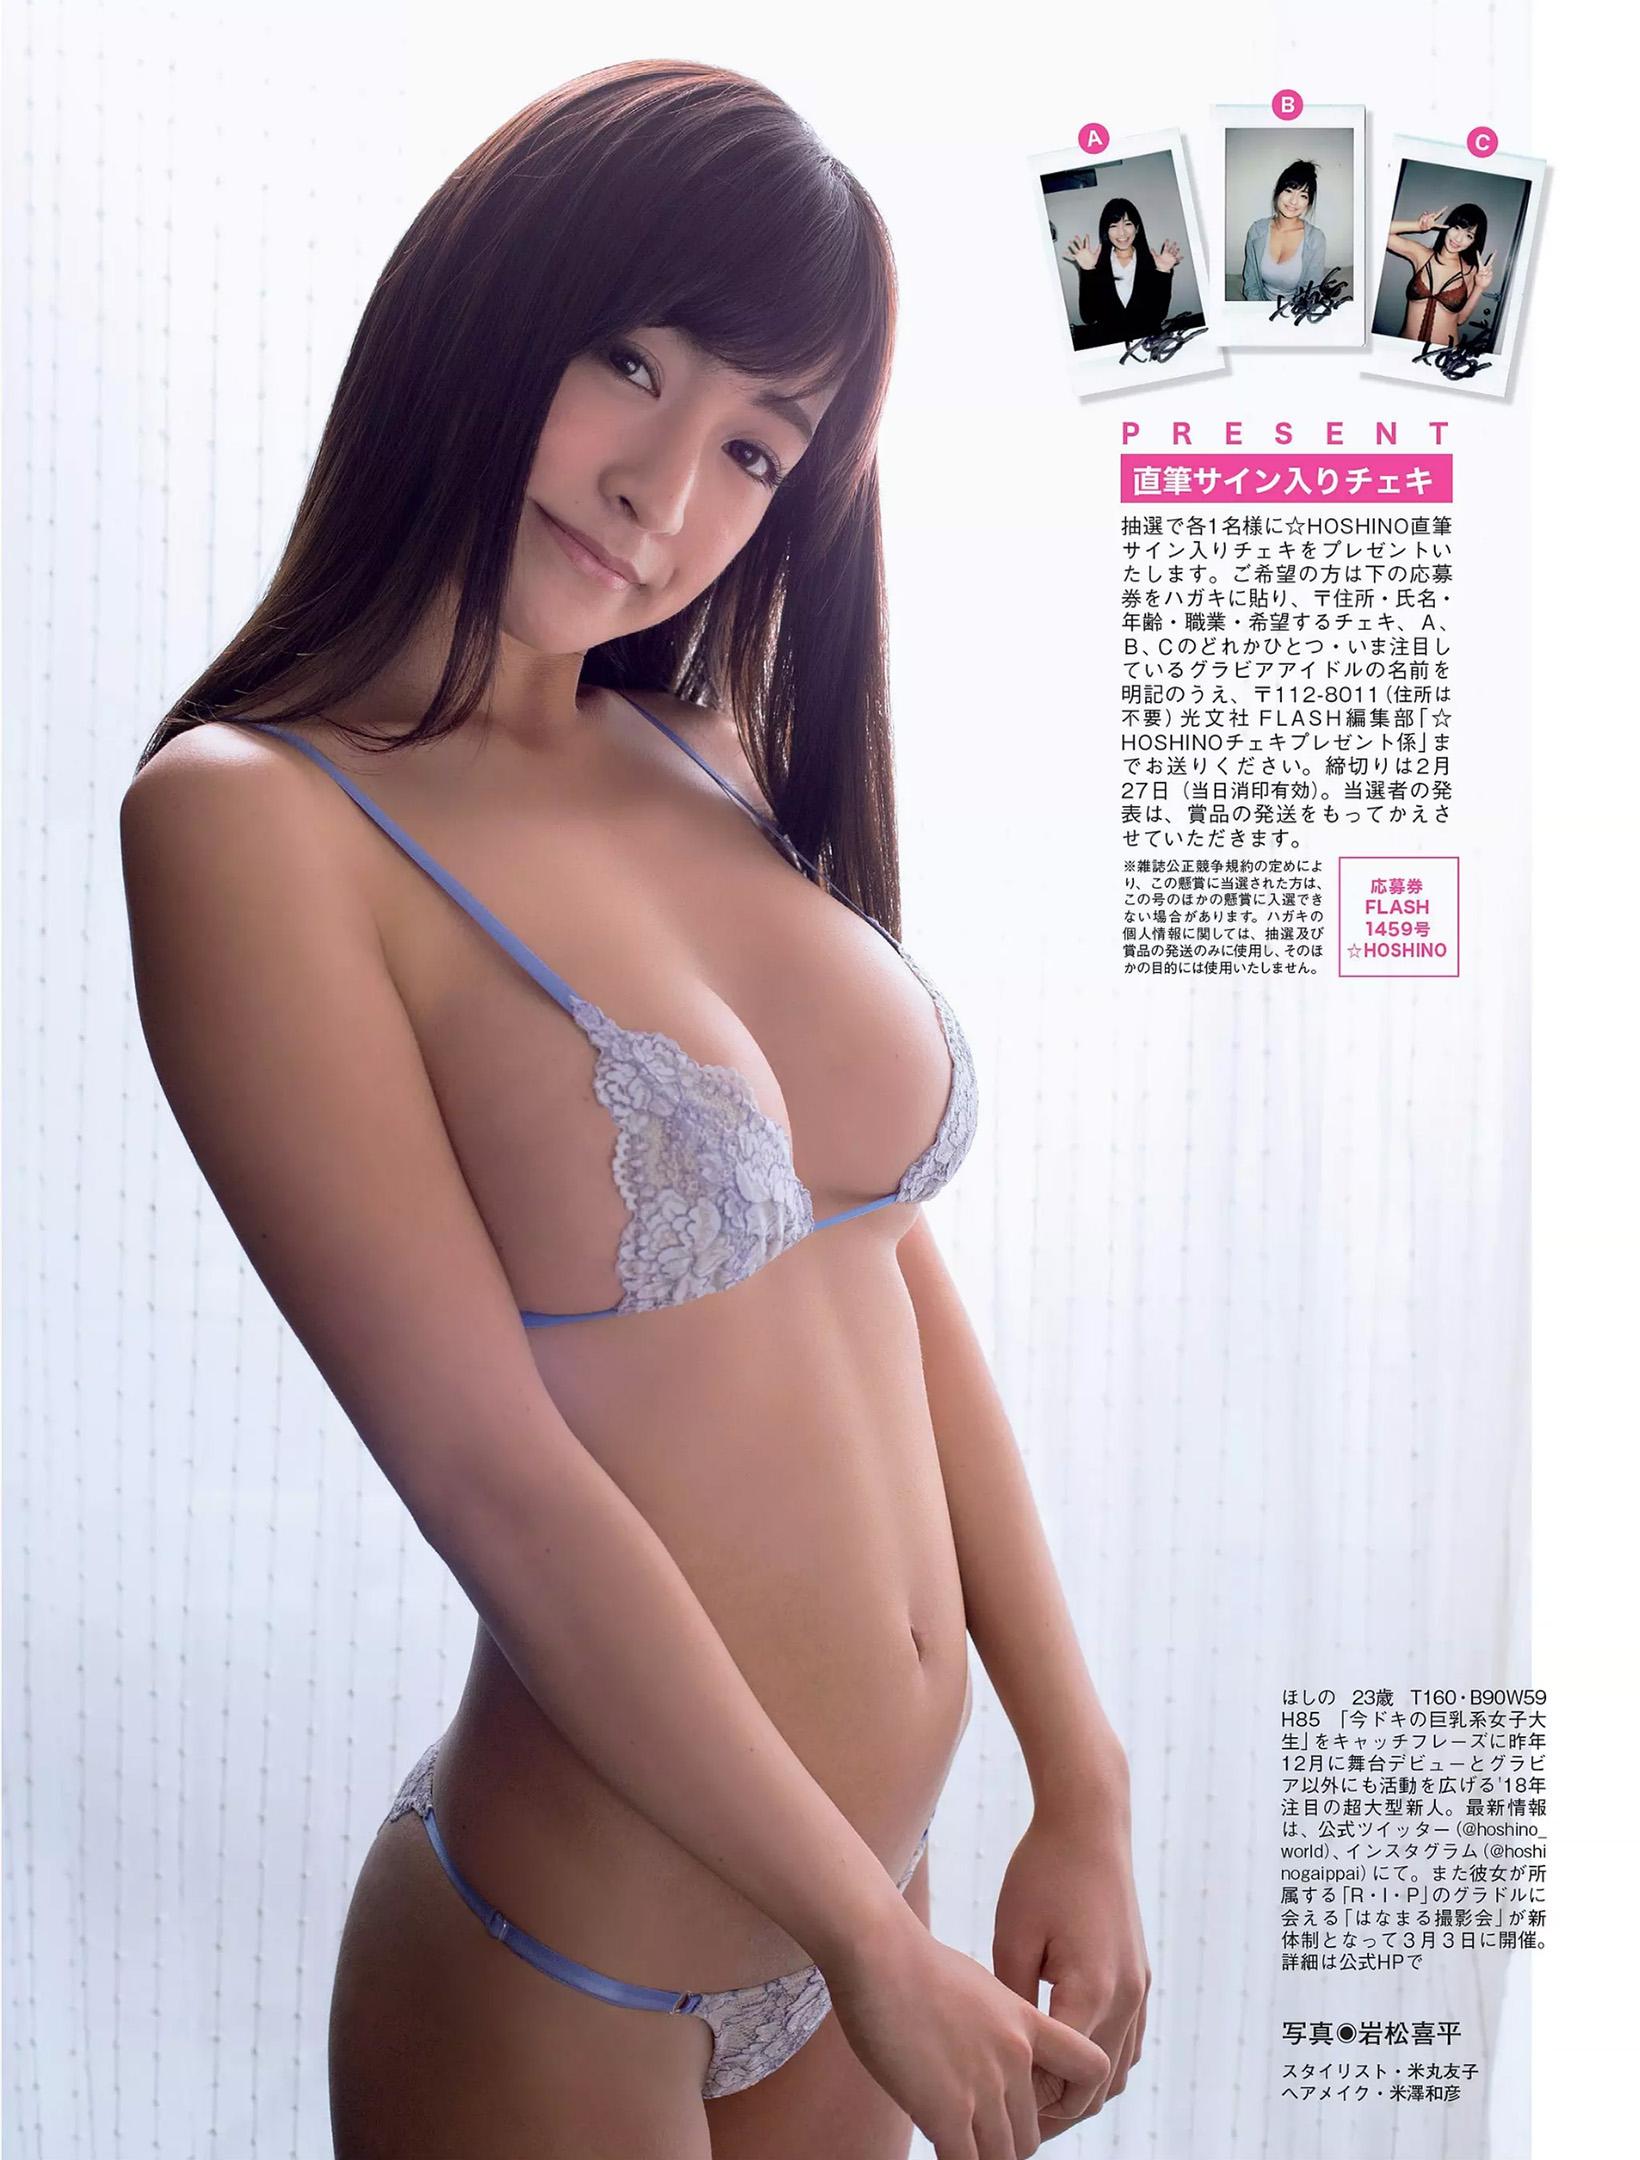 A
B
C
PRESENT
直筆サイン入りチェキ
抽選で各1名様に☆HOSHINO直筆
サイン入りチェキをプレゼントい
たします。ご希望の方は下の応募
券をハガキに貼り、〒住所・氏名・
年齢・職業・希望するチェキ、A、
B、Cのどれかひとつ・いま注目し
ているグラビアアイドルの名前を
明記のうえ、〒112-8011(住所は
不要)光文社FLASH編集部「☆
HOSHINOチェキプレゼント係」ま
でお送りください。締切りは2月
27日(当日消印有効)。当選者の発
表は、賞品の発送をもってかえさ
せていただきます。
※雑誌公正競争規約の定めによ
り、この懸賞に当選された方は、
この号のほかの懸賞に入選でき
ない場合があります。ハガキの
個人情報に関しては、抽選及び
賞品の発送のみに使用し、そのほ
かの目的には使用いたしません。
応募券
FLASH
1459号
☆HOSHINO
ほしの 23歳 T160・B90W59
H85 「今ドキの巨乳系女子大
生」をキャッチフレーズに昨年
12月に舞台デビューとグラビ
ア以外にも活動を広げる'18年
注目の超大型新人。最新情報
は、公式ツイッター(@hoshino_
world)、インスタグラム(@hoshi
nogaippai)にて。また彼女が所
属する「R・I・P」のグラドルに
会える「はなまる撮影会」が新
体制となって3月3日に開催。
詳細は公式HPで
写真◉岩松喜平
スタイリスト・米丸友子
ヘアメイク・米澤和彦